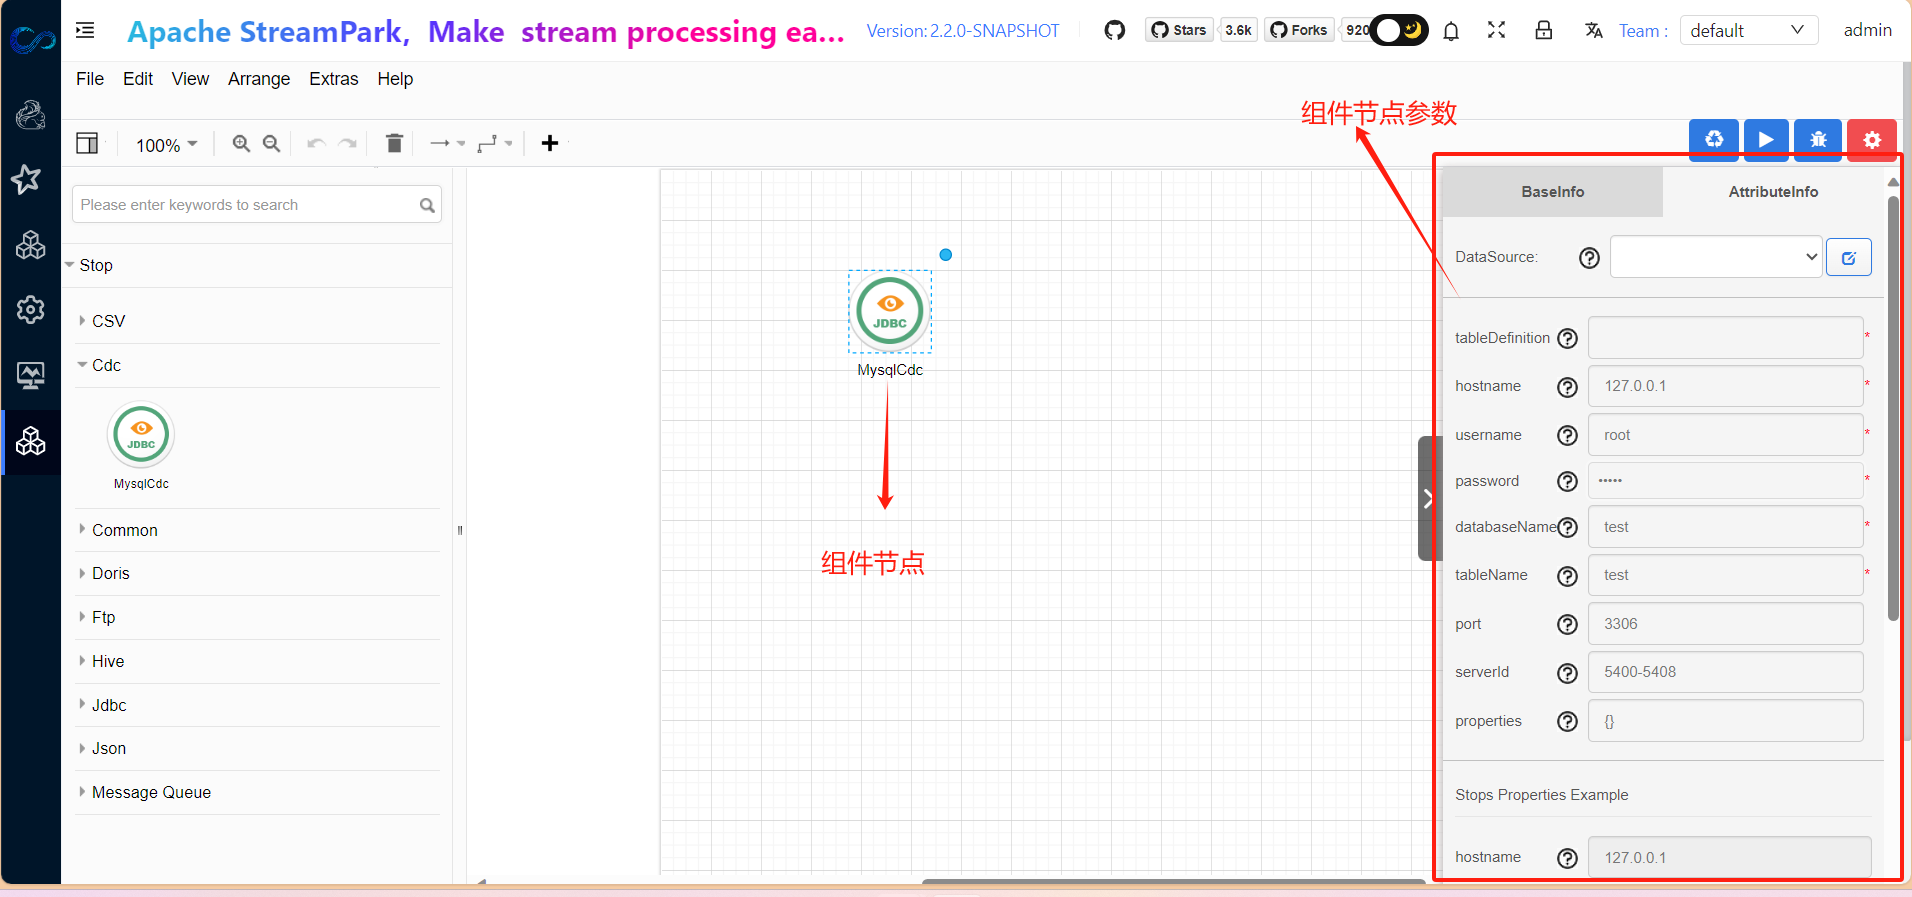 Apache StreamPark, Make stream processing ea...
Version:2.2.0-SNAPSHOT
Stars
3.6k
Forks
920
Team :
default
admin
File
Edit
View
Arrange
Extras
Help
组件节点参数
100%
Please enter keywords to search
Stop
CSV
Cdc
JDBC
MysqlCdc
Common
Doris
Ftp
Hive
Jdbc
Json
Message Queue
JDBC
MysqlCdc
组件节点
BaseInfo
AttributeInfo
DataSource:
tableDefinition
*
hostname
127.0.0.1
*
username
root
*
password
•••••
*
databaseName
test
*
tableName
test
*
port
3306
serverId
5400-5408
properties
{}
Stops Properties Example
hostname
127.0.0.1